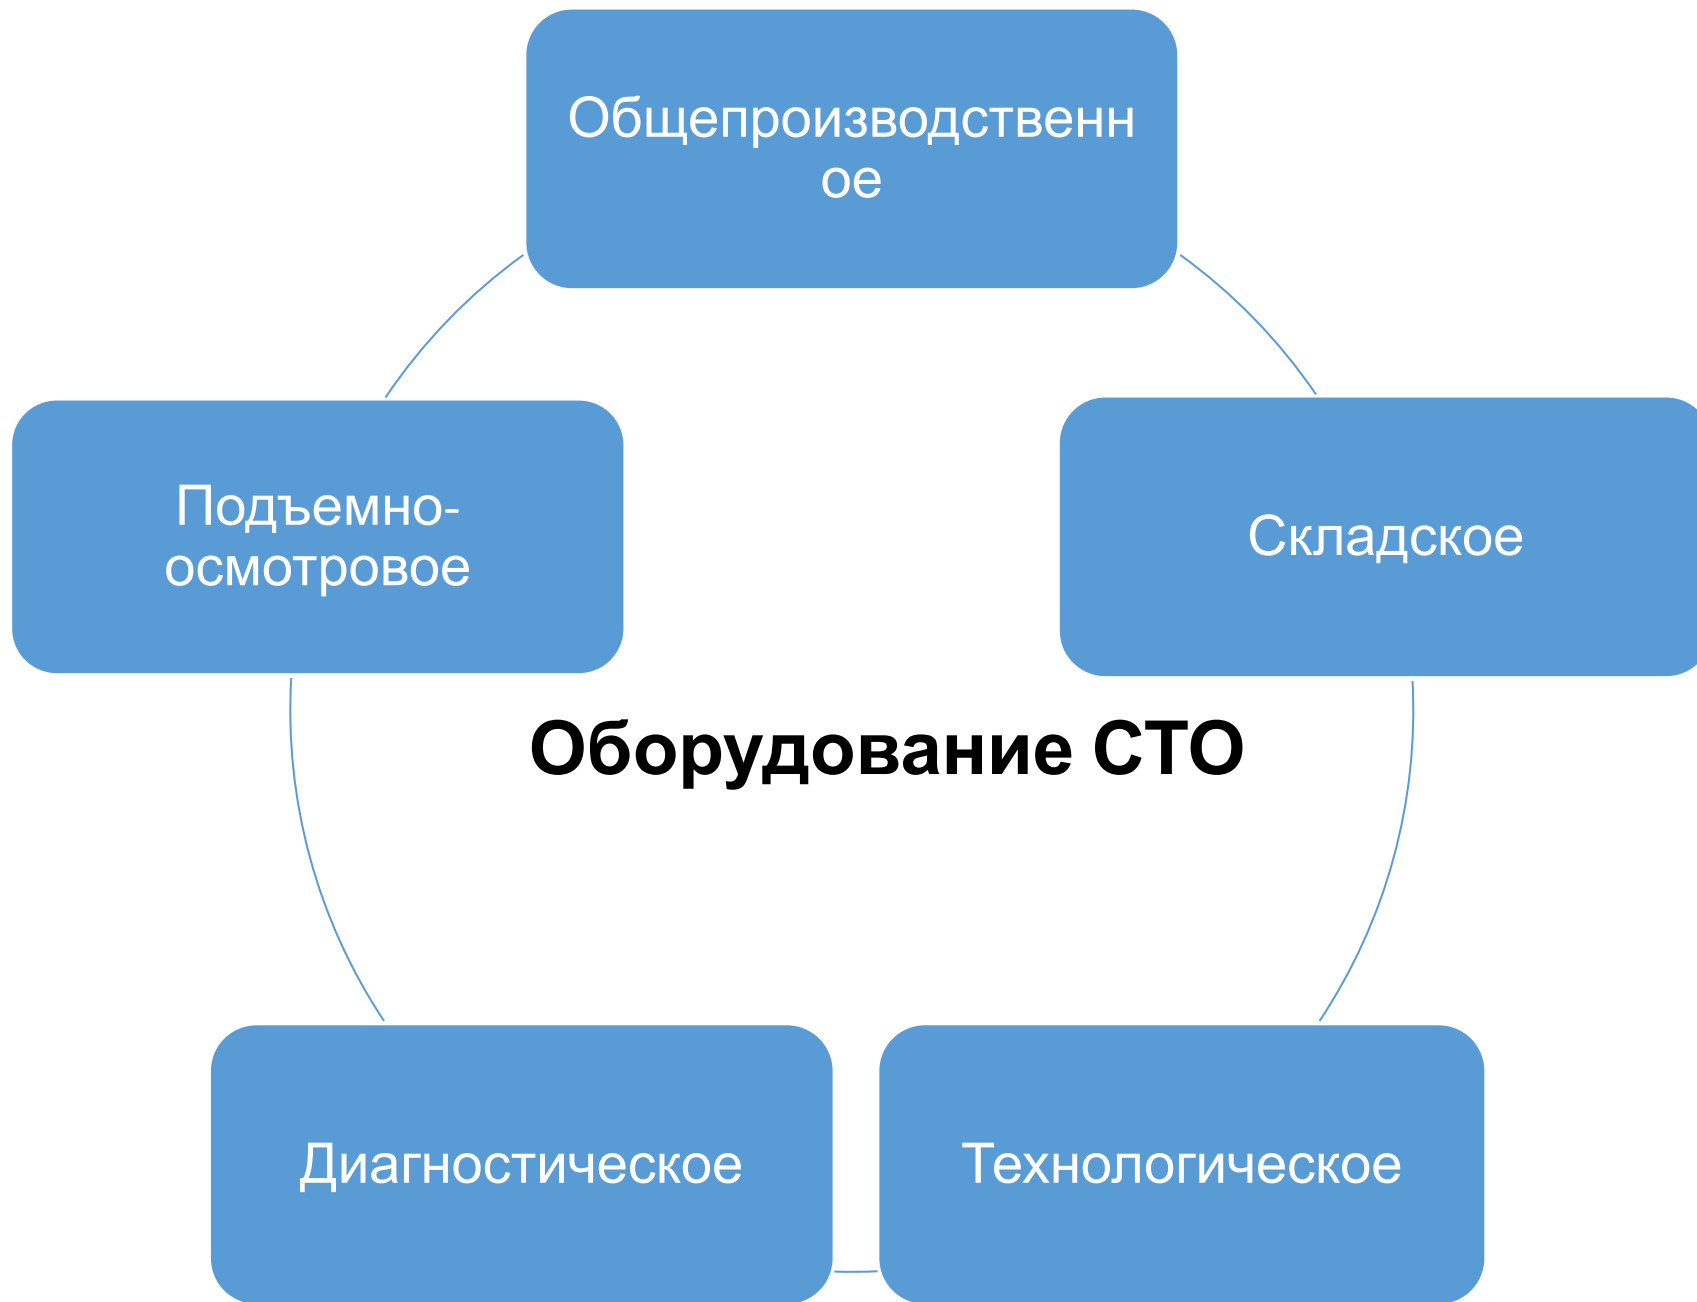 Общепроизводственн
ое
Подъемно-
осмотровое
Складское
Оборудование СТО
Диагностическое
Технологическое